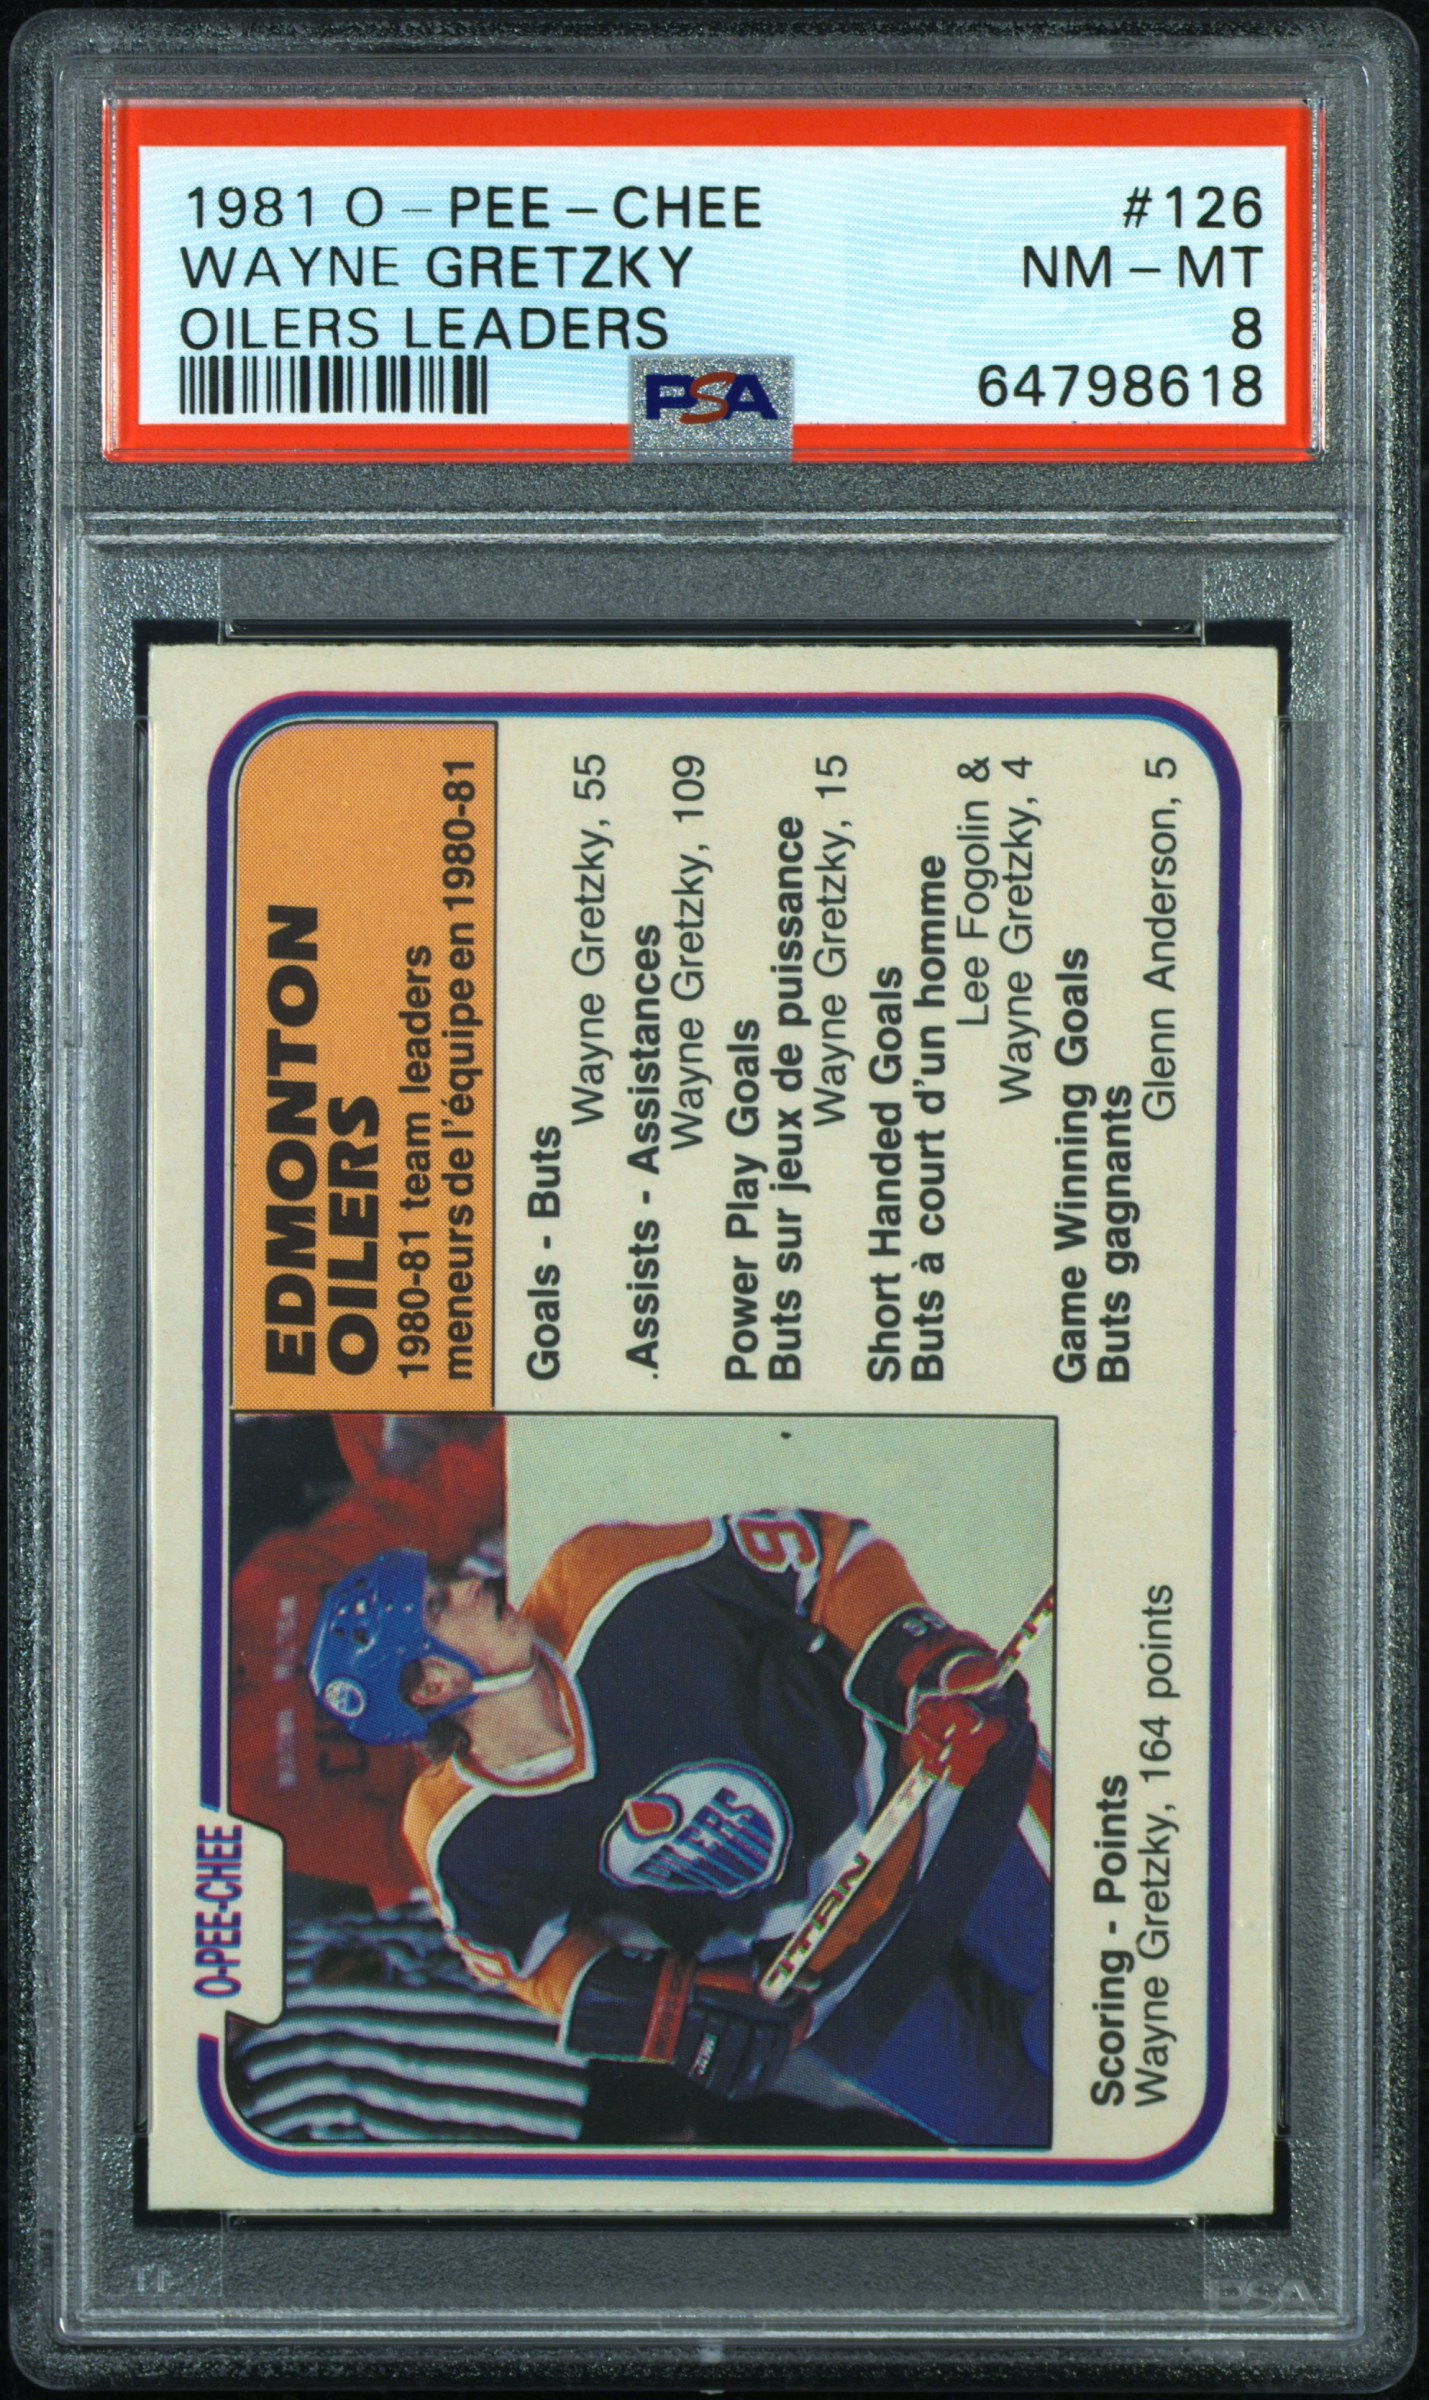 1981 O-PEE-CHEE #126
WAYNE GRETZKY NM-MT
OILERS LEADERS 8
PSA 64798618
O-PEE-CHEE
EDMONTON
OILERS
1980-81 team leaders
meneurs de l'équipe en 1980-81
Goals - Buts
Wayne Gretzky, 55
.Assists - Assistances
Wayne Gretzky, 109
Power Play Goals
Buts sur jeux de puissance
Wayne Gretzky, 15
Short Handed Goals
Buts à court d'un homme
Lee Fogolin &
Wayne Gretzky, 4
Game Winning Goals
Buts gagnants
Glenn Anderson, 5
Scoring - Points
Wayne Gretzky, 164 points
OILERS
TITAN
99
PSA